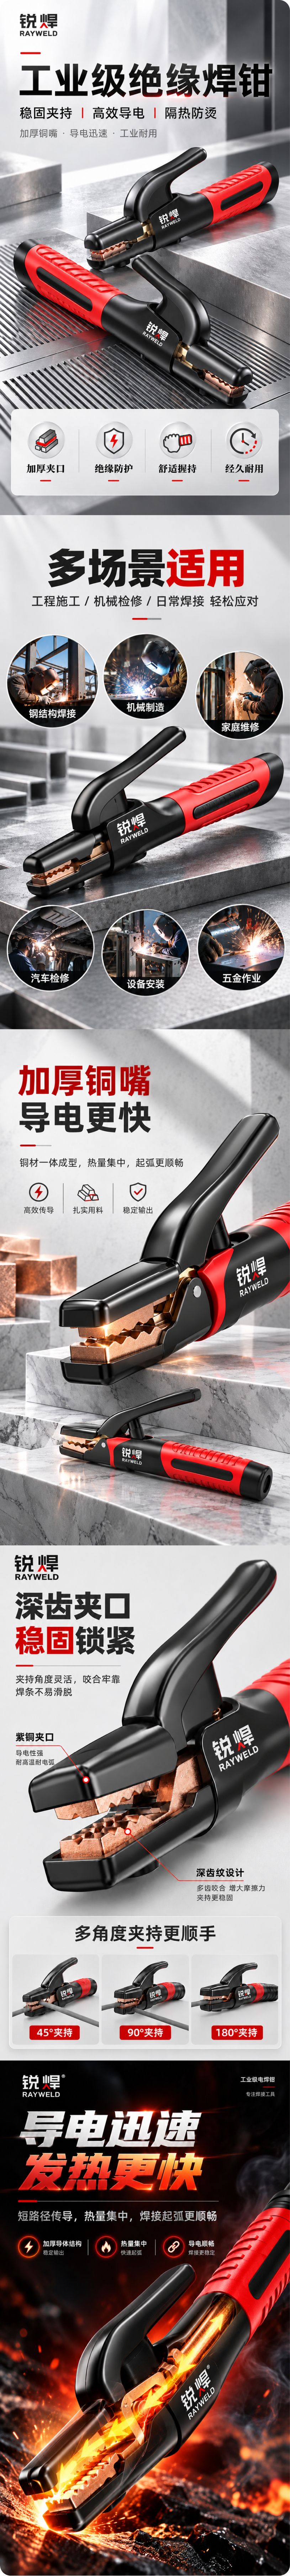 锐焊
RAYWELD
工业级绝缘焊钳
稳固夹持 | 高效导电 | 隔热防烫
加厚铜嘴 · 导电迅速 · 工业耐用
锐焊
RAYWELD
锐焊
RAYWELD
加厚夹口
绝缘防护
舒适握持
经久耐用
多场景适用
工程施工 / 机械检修 / 日常焊接 轻松应对
钢结构焊接
机械制造
家庭维修
锐焊
RAYWELD
汽车检修
设备安装
五金作业
加厚铜嘴
导电更快
铜材一体成型，热量集中，起弧更顺畅
高效传导
扎实用料
稳定输出
锐焊
RAYWELD
锐焊
RAYWELD
锐焊
RAYWELD
深齿夹口
稳固锁紧
夹持角度灵活，咬合牢靠
焊条不易滑脱
紫铜夹口
导电性强
耐高温耐电弧
锐焊
RAYWELD
深齿纹设计
多齿咬合 增大摩擦力
夹持更稳固
多角度夹持更顺手
45°夹持
90°夹持
180°夹持
锐焊®
RAYWELD
工业级电焊钳
专注焊接工具
导电迅速
发热更快
短路径传导，热量集中，焊接起弧更顺畅
加厚导体结构
稳定输出
热量集中
快速起弧
导电顺畅
焊接更稳定
锐焊®
RAYWELD